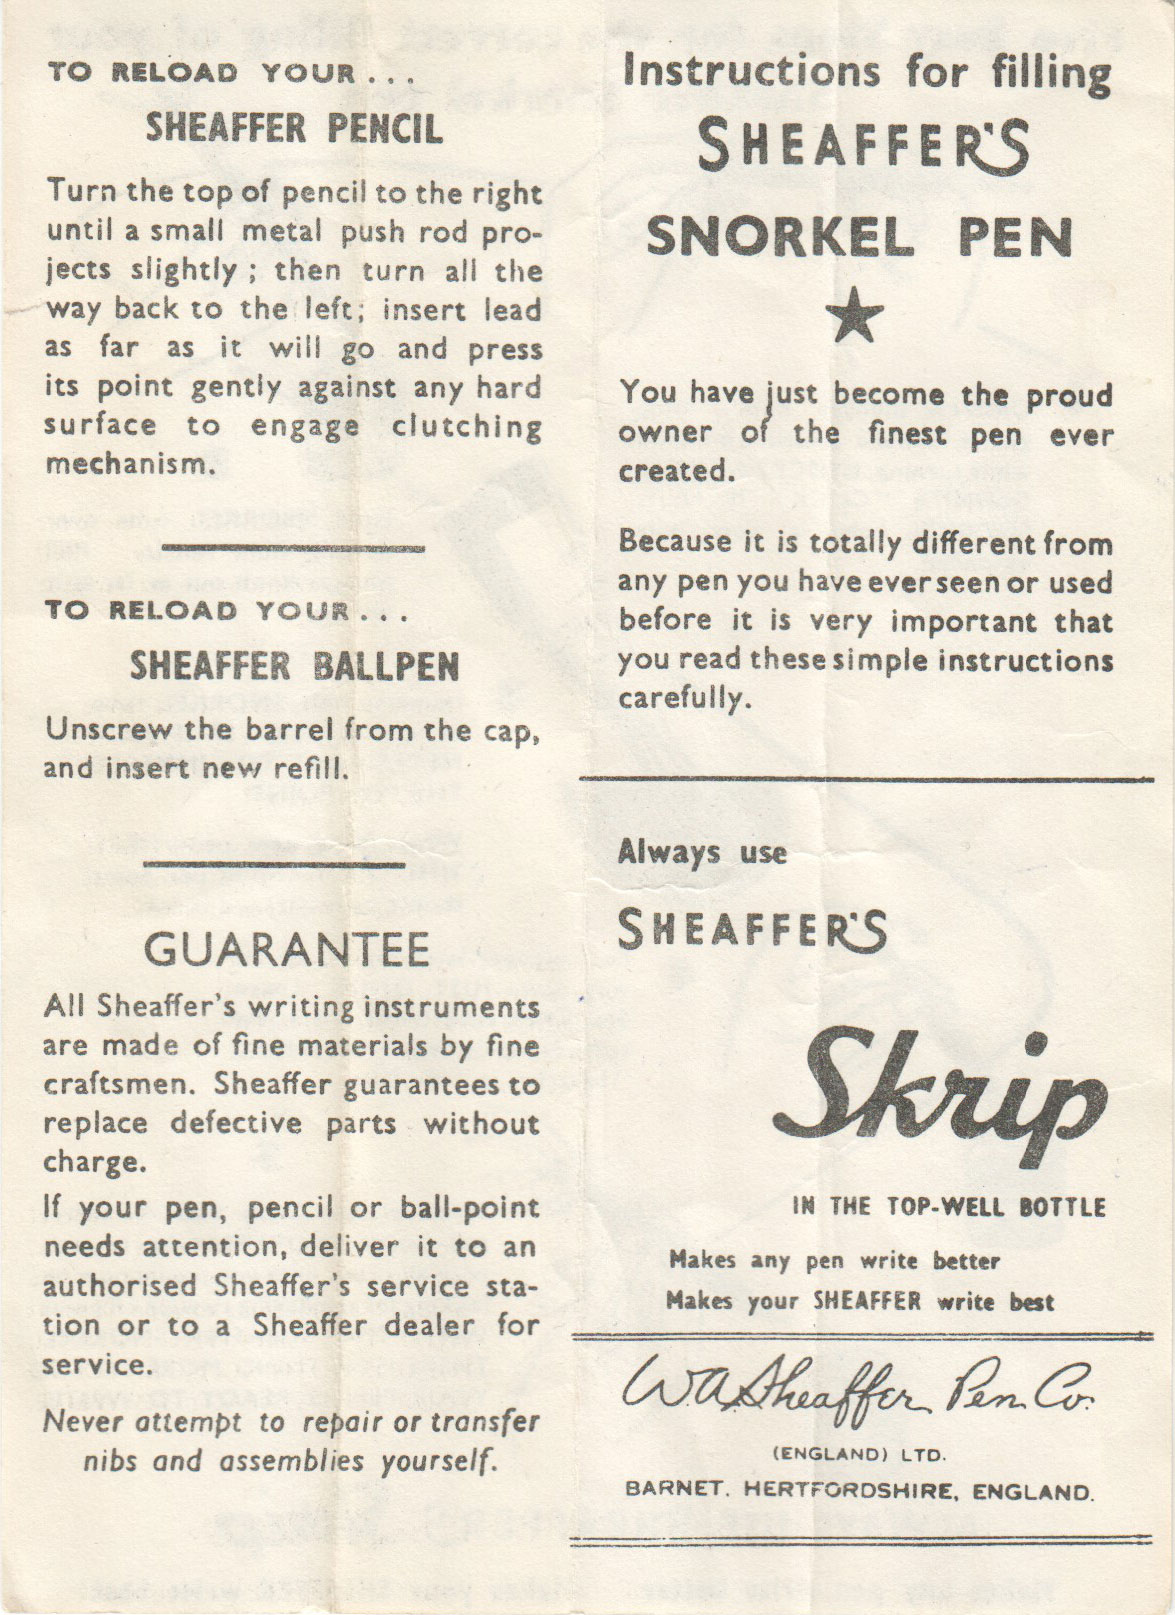 TO RELOAD YOUR...
SHEAFFER PENCIL
Turn the top of pencil to the right
until a small metal push rod pro-
jects slightly; then turn all the
way back to the left; insert lead
as far as it will go and press
its point gently against any hard
surface to engage clutching
mechanism.
TO RELOAD YOUR...
SHEAFFER BALLPEN
Unscrew the barrel from the cap,
and insert new refill.
GUARANTEE
All Sheaffer's writing instruments
are made of fine materials by fine
craftsmen. Sheaffer guarantees to
replace defective parts without
charge.
If your pen, pencil or ball-point
needs attention, deliver it to an
authorised Sheaffer's service sta-
tion or to a Sheaffer dealer for
service.
Never attempt to repair or transfer
nibs and assemblies yourself.
Instructions for filling
SHEAFFER'S
SNORKEL PEN
You have just become the proud
owner of the finest pen ever
created.
Because it is totally different from
any pen you have ever seen or used
before it is very important that
you read these simple instructions
carefully.
Always use
SHEAFFER'S
Skrip
IN THE TOP-WELL BOTTLE
Makes any pen write better
Makes your SHEAFFER write best
W.A. Sheaffer Pen Co.
(ENGLAND) LTD.
BARNET. HERTFORDSHIRE, ENGLAND.